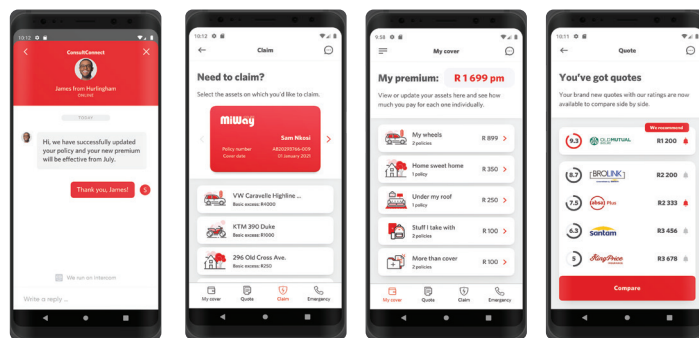 10:12
ConsultConnect
James from Harlingham
ONLINE
TODAY
Hi, we have successfully updated
your policy and your new premium
will be effective from July.
Thank you, James!
S
We run on Intercom
Write a reply ...
10:12
Claim
Need to claim?
Select the assets on which you'd like to claim.
MiWay
Sam Nkosi
Policy number AB20293766-009
Cover date 01 January 2021
VW Caravelle Highline ...
Basic excess: R4000
KTM 390 Duke
Basic excess: R1000
296 Old Cross Ave.
Basic excess: R250
My cover Quote Claim Emergency
9:58
My cover
My premium: R 1 699 pm
View or update your assets here and see how
much you pay for each one individually.
My wheels
2 policies
R 899 >
Home sweet home
1 policy
R 350 >
Under my roof
1 policy
R 250 >
Stuff I take with
2 policies
R 100 >
More than cover
2 policies
R 100 >
My cover Quote Claim Emergency
10:11
Quote
You've got quotes
Your brand new quotes with our ratings are now
available to compare side by side.
We recommend
9.3 OLDMUTUAL R1 200
8.7 BROLINK R2 200
7.5 absa Plus R2 333
6.3 santam R3 456
5 KingPrice R3 678
Compare